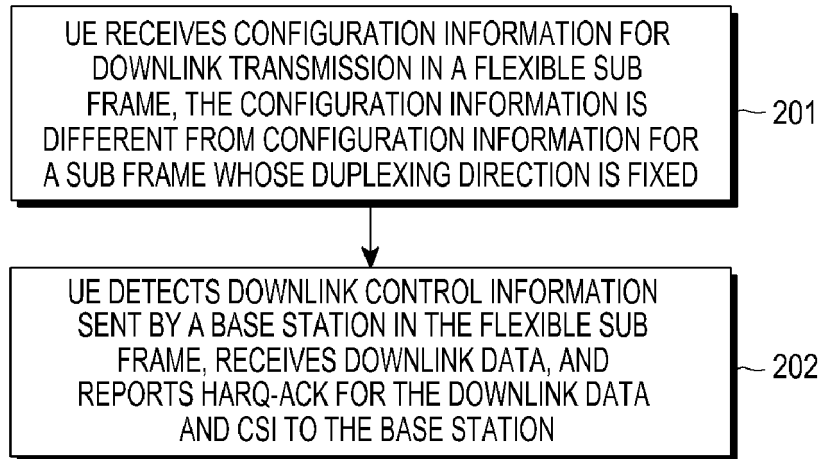 UE RECEIVES CONFIGURATION INFORMATION FOR
DOWNLINK TRANSMISSION IN A FLEXIBLE SUB
FRAME, THE CONFIGURATION INFORMATION IS
DIFFERENT FROM CONFIGURATION INFORMATION FOR
A SUB FRAME WHOSE DUPLEXING DIRECTION IS FIXED
201
UE DETECTS DOWNLINK CONTROL INFORMATION
SENT BY A BASE STATION IN THE FLEXIBLE SUB
FRAME, RECEIVES DOWNLINK DATA, AND
REPORTS HARQ-ACK FOR THE DOWNLINK DATA
AND CSI TO THE BASE STATION
202